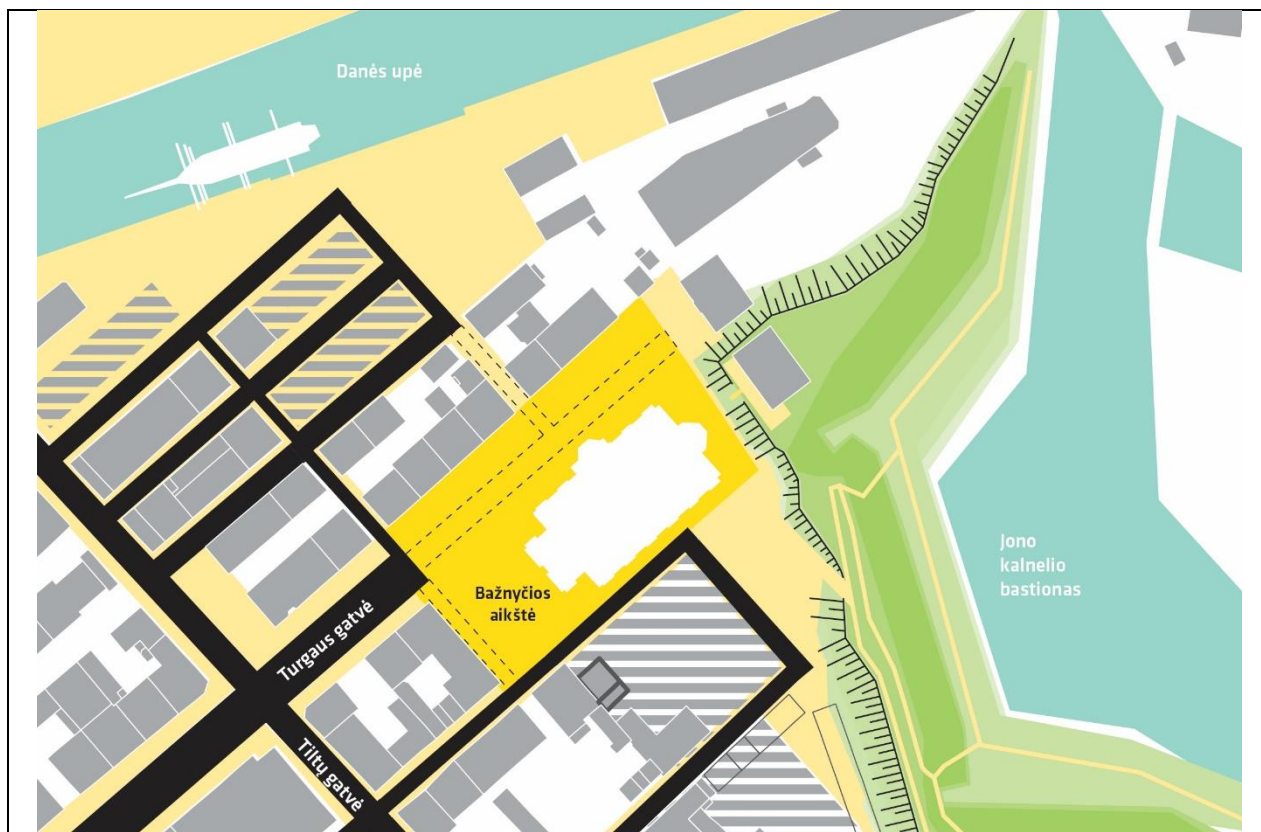 Danės upė
Jono
kalnelio
bastionas
Bažnyčios
aikštė
Turgaus gatvė
Tiltų gatvė